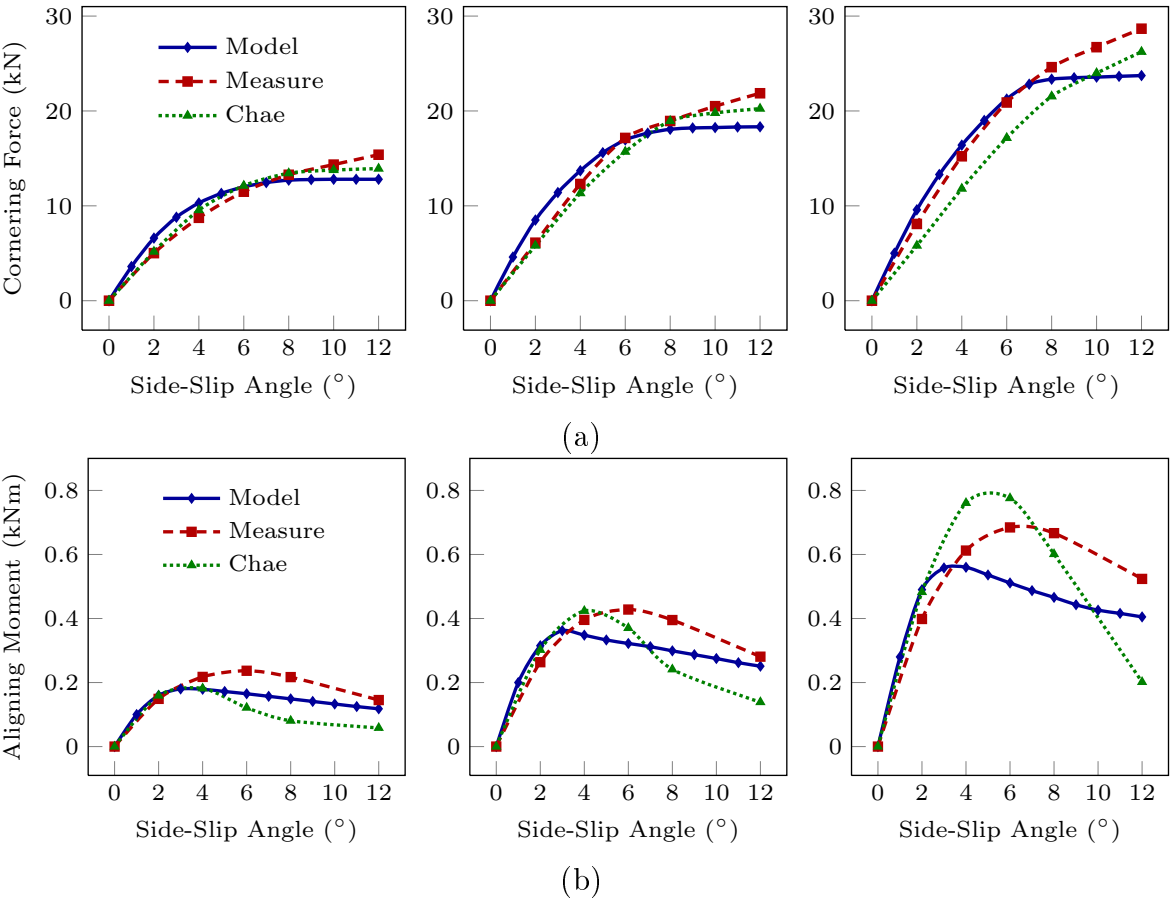 Cornering Force (kN)
30
20
10
0
Model
Measure
Chae
0 2 4 6 8 10 12
Side-Slip Angle (°)
30
20
10
0
0 2 4 6 8 10 12
Side-Slip Angle (°)
30
20
10
0
0 2 4 6 8 10 12
Side-Slip Angle (°)
(a)
Aligning Moment (kNm)
0.8
0.6
0.4
0.2
0
Model
Measure
Chae
0 2 4 6 8 10 12
Side-Slip Angle (°)
0.8
0.6
0.4
0.2
0
0 2 4 6 8 10 12
Side-Slip Angle (°)
0.8
0.6
0.4
0.2
0
0 2 4 6 8 10 12
Side-Slip Angle (°)
(b)